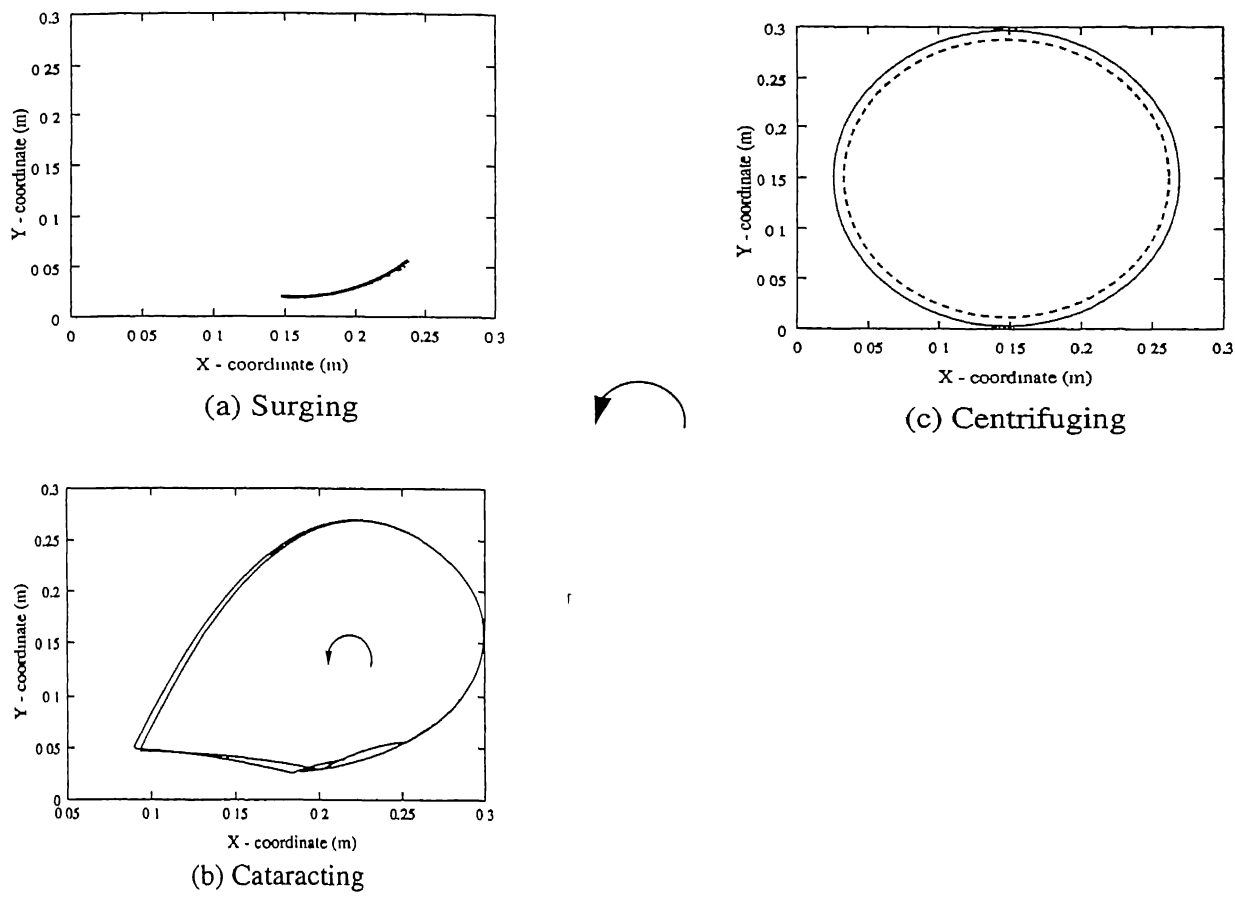 0.3
0 25
0.2
0 15
0 1
0 05
0
0 0 05 0 1 0 15 0 2 0 25 0 3
Y - coordinate (m)
X - coordinate (m)
(a) Surging
0.3
0.25
0.2
0 15
0 1
0 05
0
0 0 05 0 1 0 15 0 2 0 25 0 3
Y - coordinate (m)
X - coordinate (m)
(c) Centrifuging
0.3
0.25
0.2
0 15
0 1
0 05
0
0 05 0 1 0 15 0 2 0 25 0 3
Y - coordinate (m)
X - coordinate (m)
(b) Cataracting